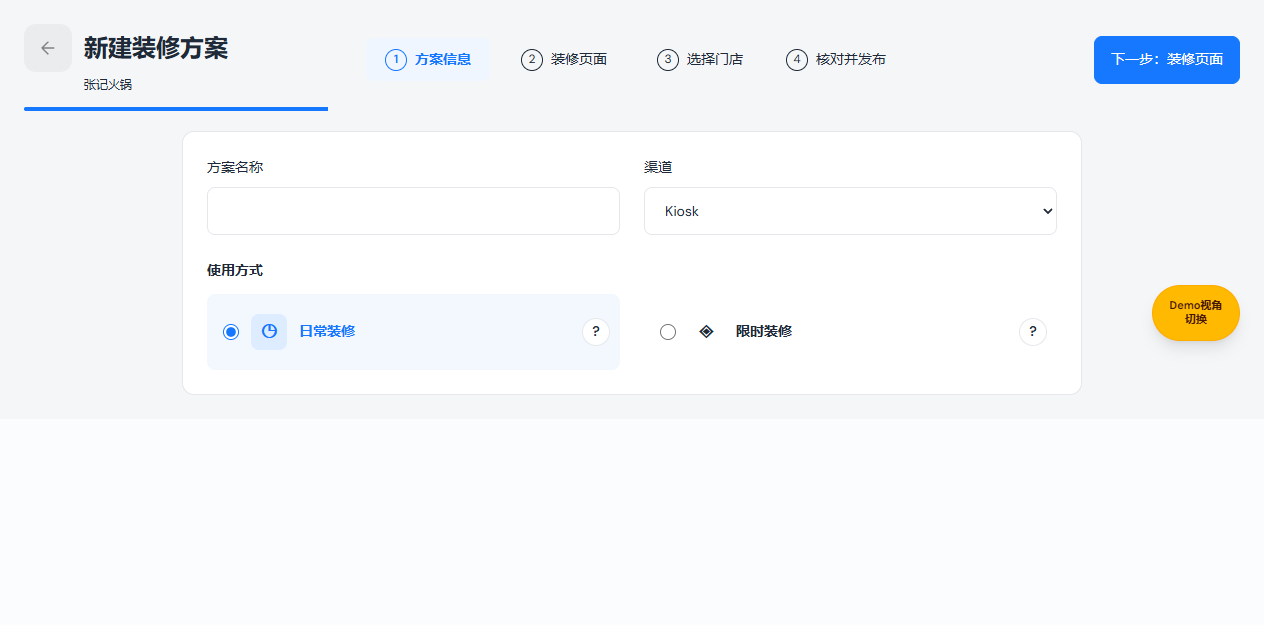 新建装修方案
张记火锅
1 方案信息
2 装修页面
3 选择门店
4 核对并发布
下一步：装修页面
方案名称
渠道
Kiosk
使用方式
日常装修
?
限时装修
?
Demo视角
切换